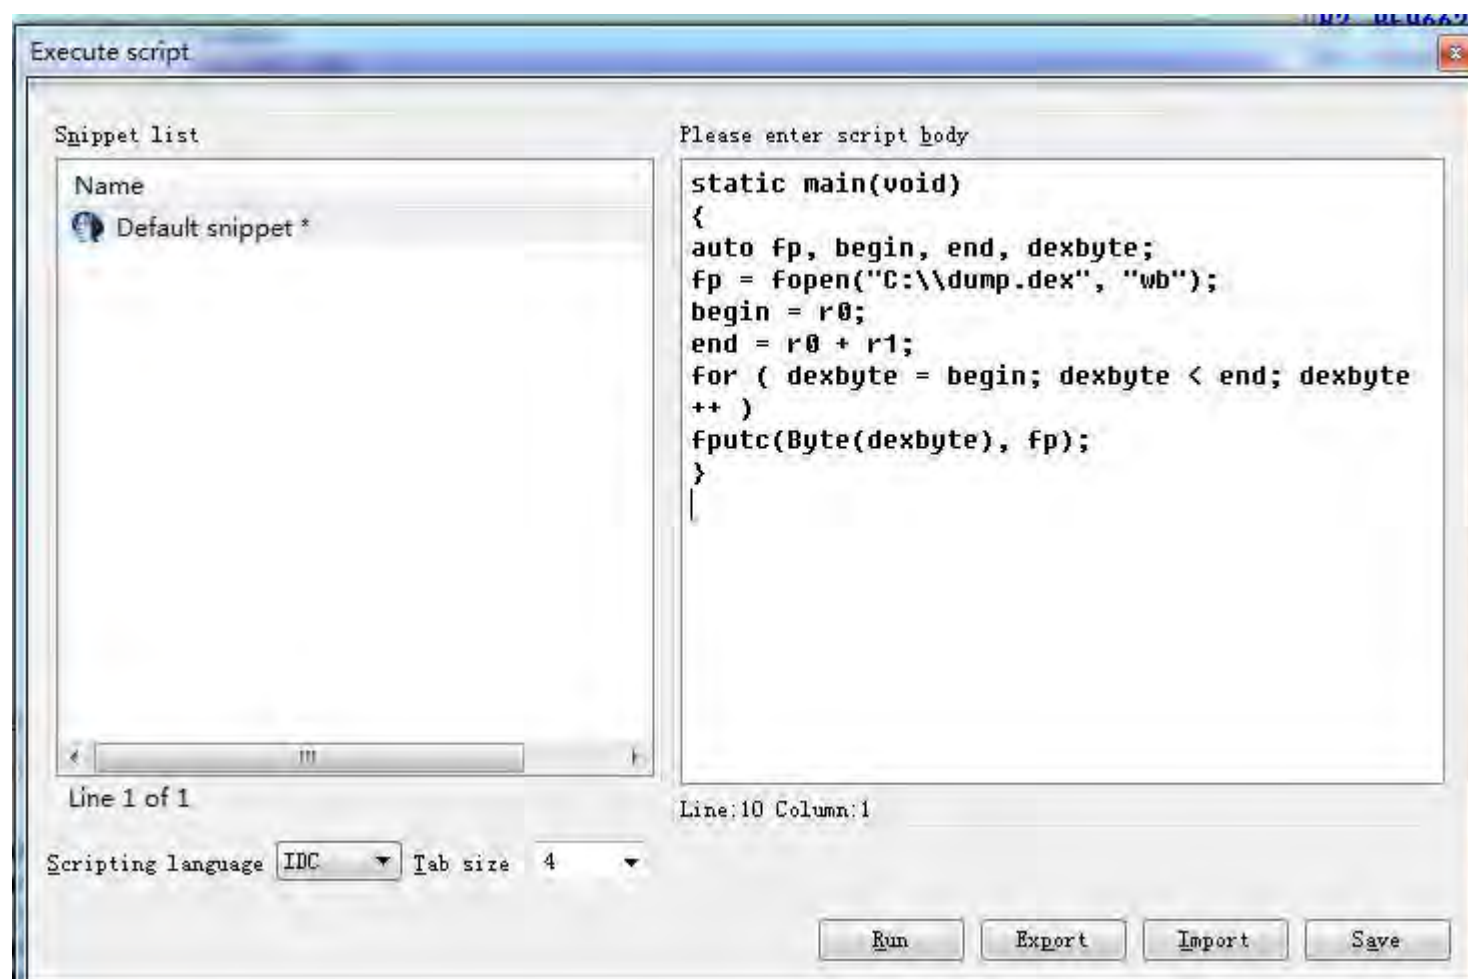 R2, BE9662
Execute script
Snippet list
Name
Default snippet *
Line 1 of 1
Scripting language IDC Tab size 4
Please enter script body
static main(void)
{
auto fp, begin, end, dexbyte;
fp = fopen("C:\\dump.dex", "wb");
begin = r0;
end = r0 + r1;
for ( dexbyte = begin; dexbyte < end; dexbyte
++ )
fputc(Byte(dexbyte), fp);
}
Line:10 Column:1
Run Export Import Save